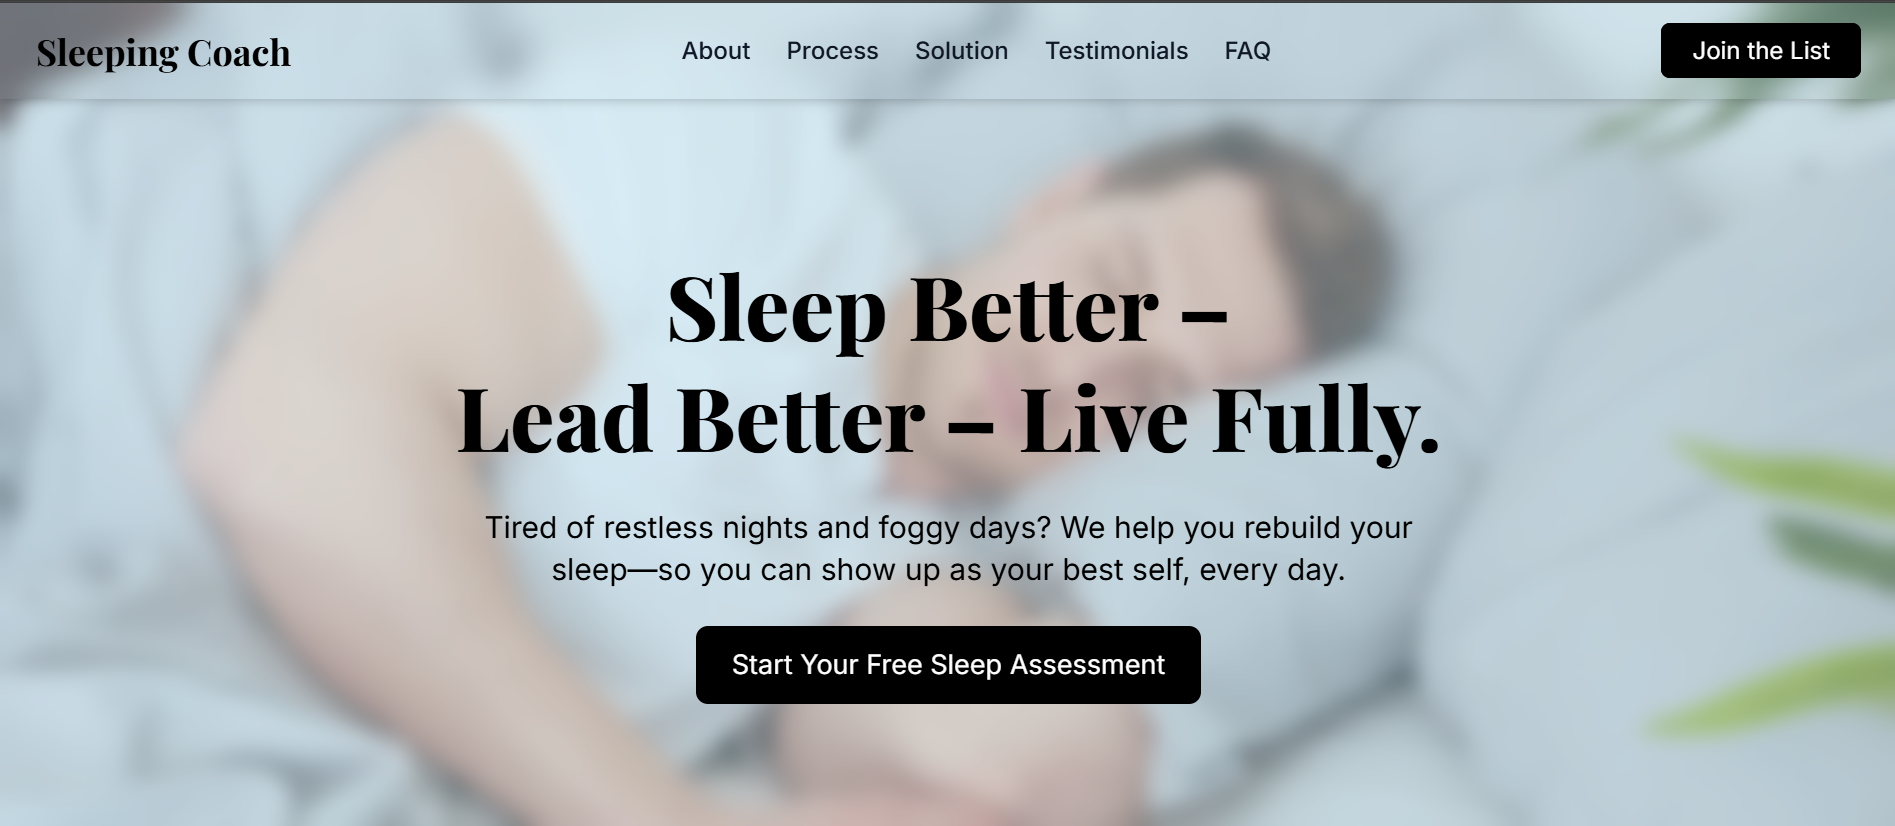 Sleeping Coach
About Process Solution Testimonials FAQ
Join the List
Sleep Better –
Lead Better – Live Fully.
Tired of restless nights and foggy days? We help you rebuild your
sleep—so you can show up as your best self, every day.
Start Your Free Sleep Assessment